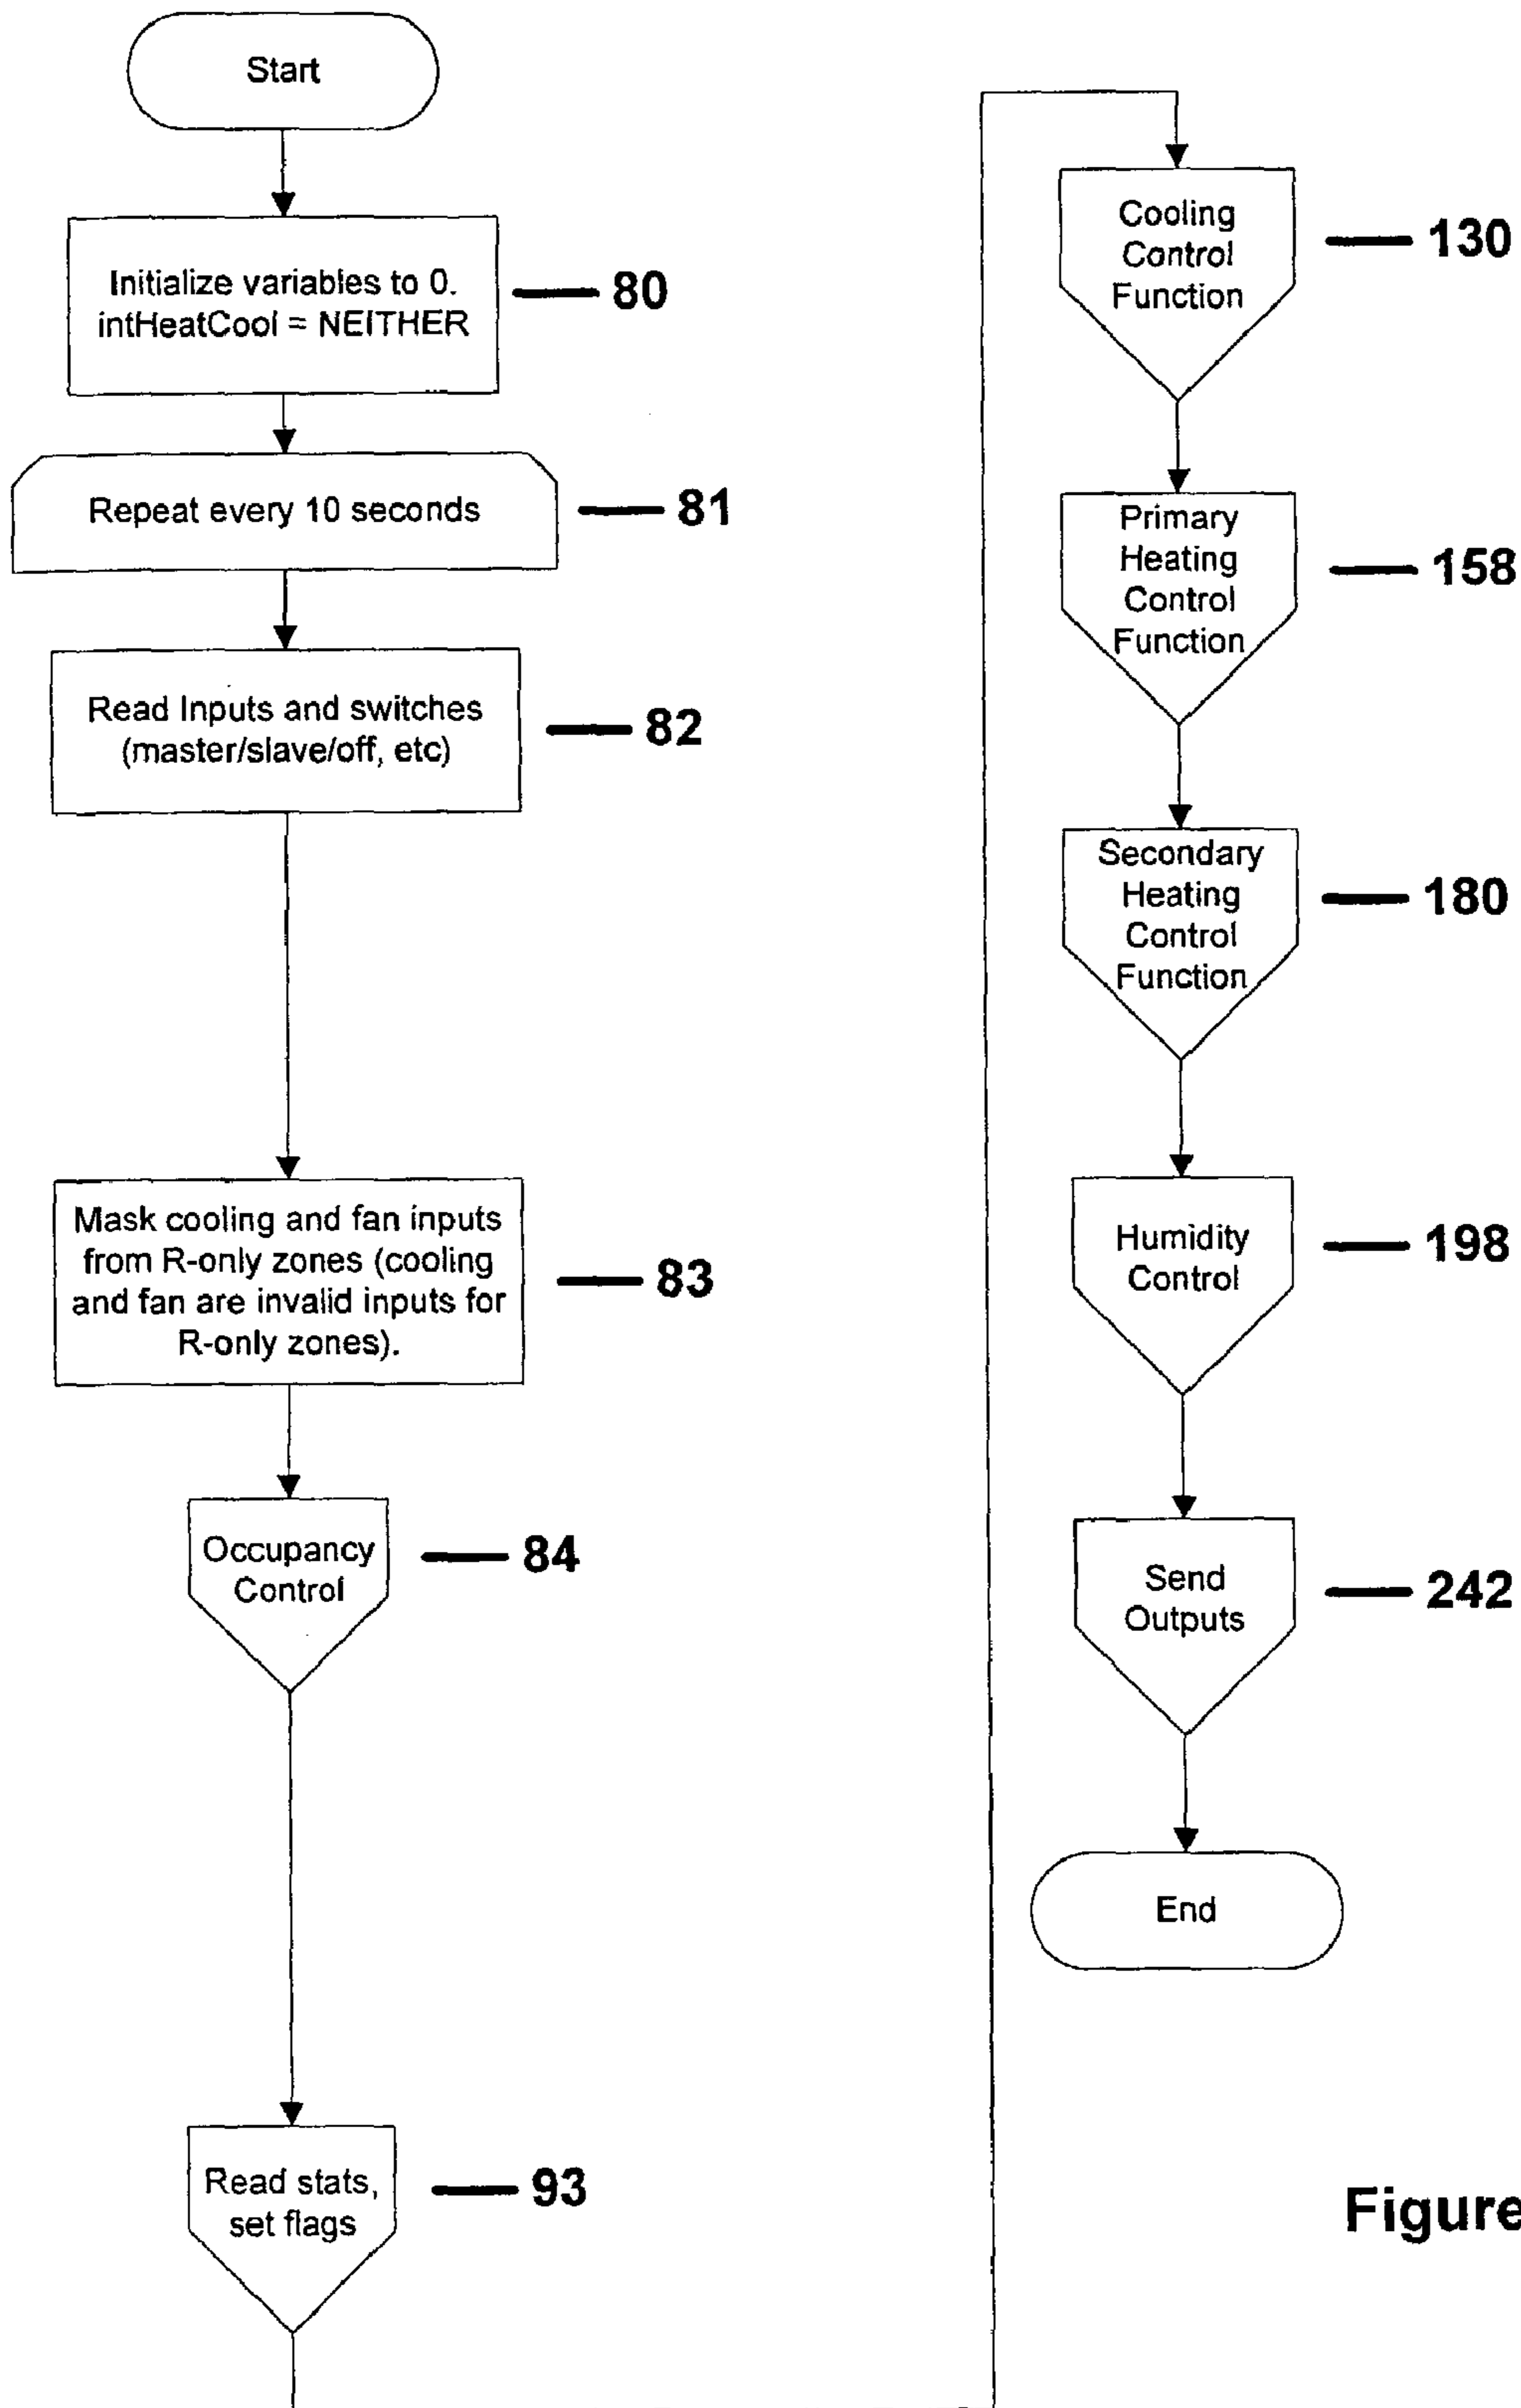 Start
Initialize variables to 0.
intHeatCool = NEITHER
80
Repeat every 10 seconds
81
Read Inputs and switches
(master/slave/off, etc)
82
Mask cooling and fan inputs
from R-only zones (cooling
and fan are invalid inputs for
R-only zones).
83
Occupancy
Control
84
Read stats,
set flags
93
Cooling
Control
Function
130
Primary
Heating
Control
Function
158
Secondary
Heating
Control
Function
180
Humidity
Control
198
Send
Outputs
242
End
Figure